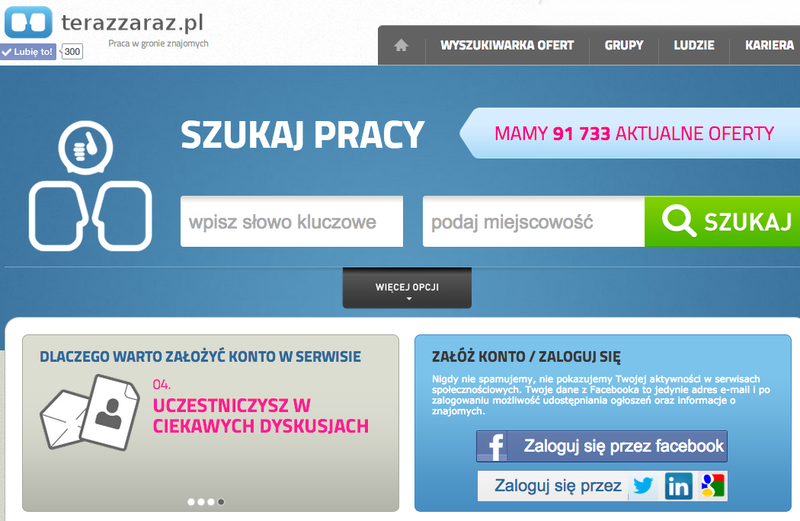 terazzaraz.pl
Praca w gronie znajomych
Lubię to! 300
WYSZUKIWARKA OFERT GRUPY LUDZIE KARIERA
SZUKAJ PRACY
MAMY 91 733 AKTUALNE OFERTY
wpisz słowo kluczowe
podaj miejscowość
SZUKAJ
WIĘCEJ OPCJI
DLACZEGO WARTO ZAŁOŻYĆ KONTO W SERWISIE
04.
UCZESTNICZYSZ W
CIEKAWYCH DYSKUSJACH
ZAŁÓŻ KONTO / ZALOGUJ SIĘ
Nigdy nie spamujemy, nie pokazujemy Twojej aktywności w serwisach
społecznościowych. Twoje dane z Facebooka to jedynie adres e-mail i po
zalogowaniu możliwość udostępniania ogłoszeń oraz informacje o
znajomych.
f Zaloguj się przez facebook
Zaloguj się przez in g